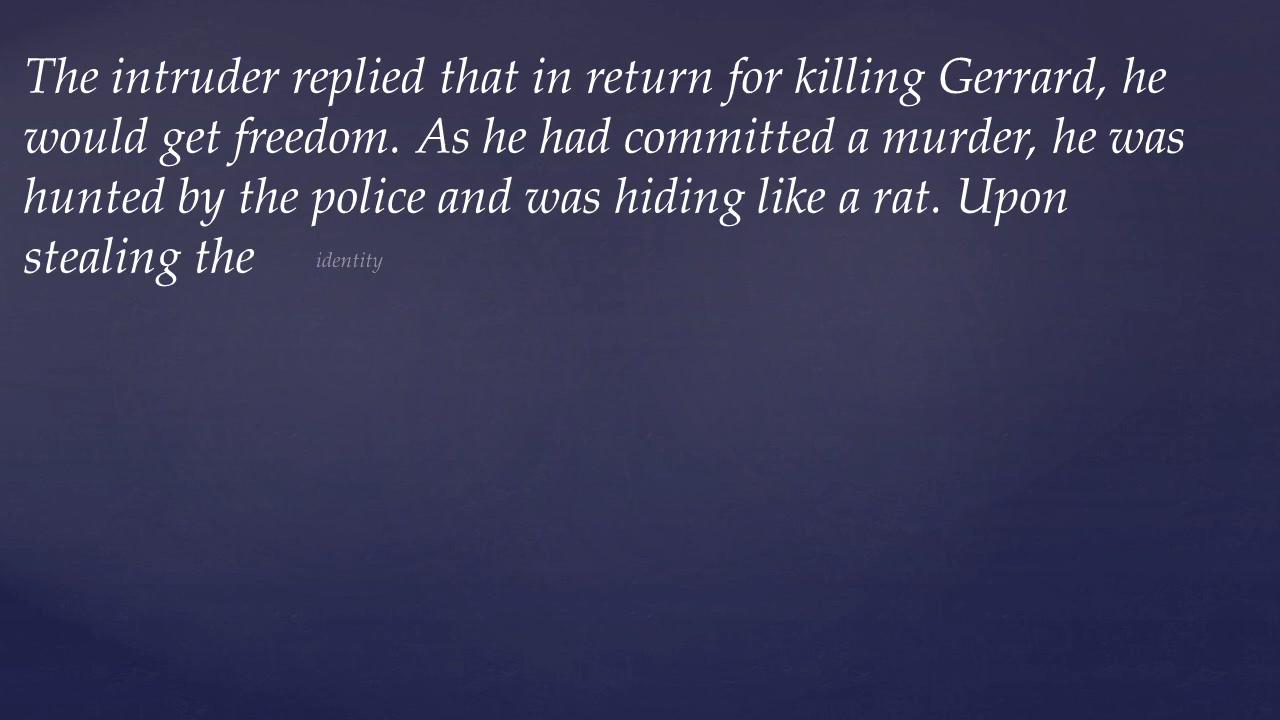 The intruder replied that in return for killing Gerrard, he
would get freedom. As he had committed a murder, he was
hunted by the police and was hiding like a rat. Upon
stealing the identity